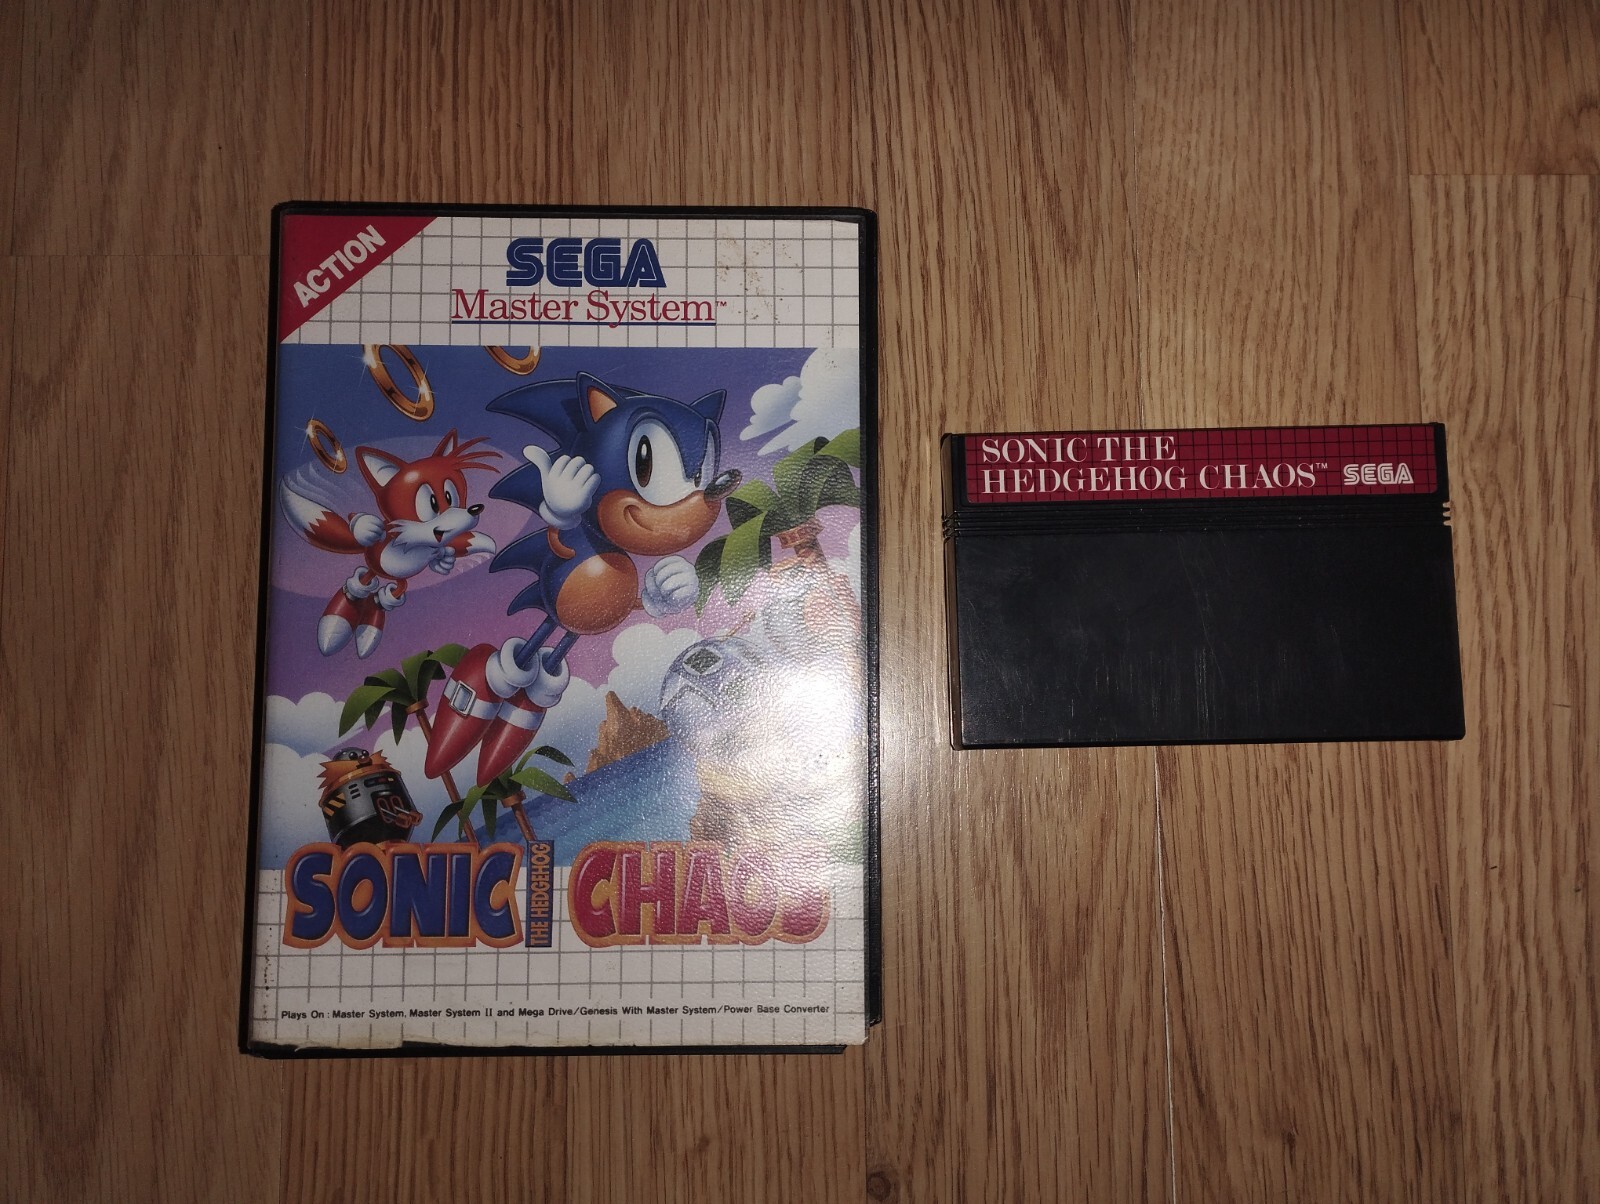 ACTION
SEGA
Master System™
SONIC THE HEDGEHOG CHAOS
Plays On : Master System, Master System II and Mega Drive/Genesis With Master System/Power Base Converter
SONIC THE
HEDGEHOG CHAOS™ SEGA